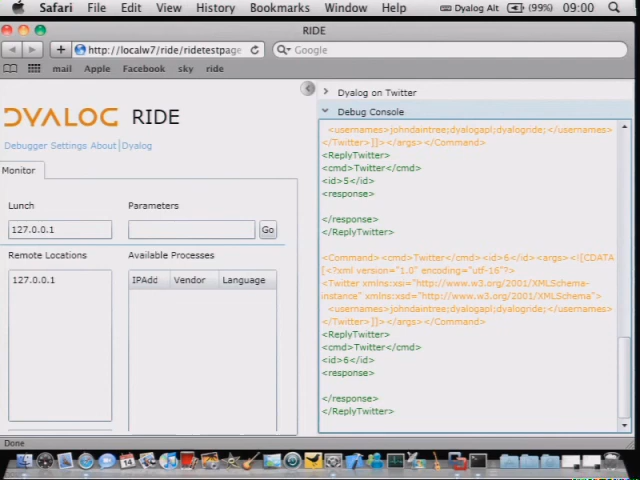 Safari File Edit View History Bookmarks Window Help Dyalog Alt (99%) 09:00
RIDE
http://localw7/ride/ridetestpage
Google
mail Apple Facebook sky ride
DYALOG RIDE
Debugger Settings About Dyalog
Monitor
Lunch Parameters
127.0.0.1 Go
Remote Locations Available Processes
127.0.0.1 IPAdd Vendor Language
Dyalog on Twitter
Debug Console
<usernames>johndaintree;dyalogapl;dyalognde;</usernames>
</Twitter>]]></args></Command>
<ReplyTwitter>
<cmd>Twitter</cmd>
<id>5</id>
<response>
</response>
</ReplyTwitter>
<Command><cmd>Twitter</cmd><id>6</id><args><![CDATA
[<?xml version="1.0" encoding="utf-16"?>
<Twitter xmlns:xsi="http://www.w3.org/2001/XMLSchema-
instance" xmlns:xsd="http://www.w3.org/2001/XMLSchema">
<usernames>johndaintree;dyalogapl;dyalognde;</usernames>
</Twitter>]]></args></Command>
<ReplyTwitter>
<cmd>Twitter</cmd>
<id>6</id>
<response>
</response>
</ReplyTwitter>
Done